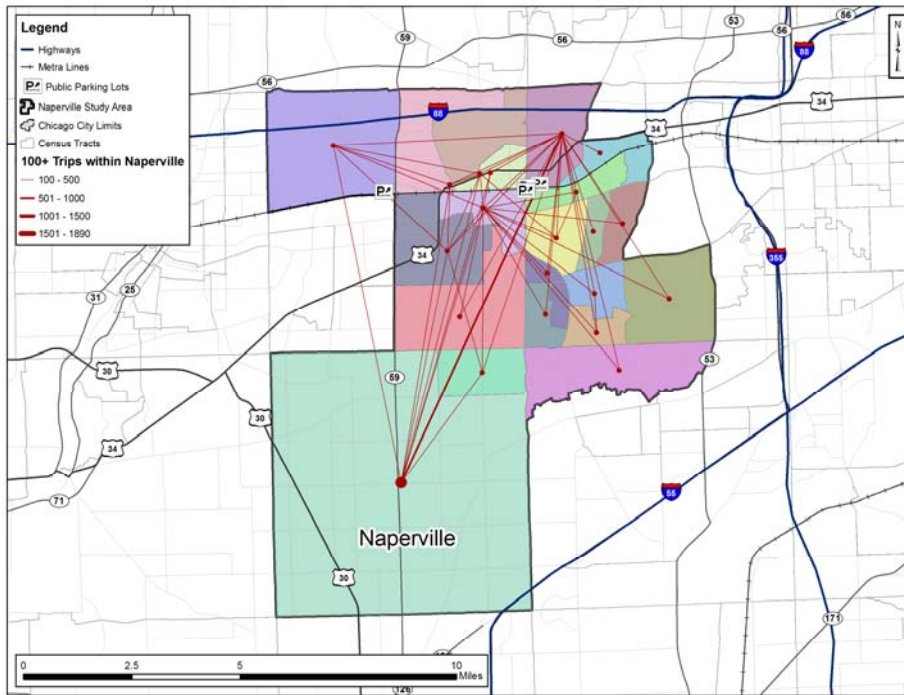 Legend
Highways
Metra Lines
Public Parking Lots
Naperville Study Area
Chicago City Limits
Census Tracts
100+ Trips within Naperville
100 - 500
501 - 1000
1001 - 1500
1501 - 1890
N
59
56
53
56
56
88
56
34
88
34
34
P
P
P
34
355
31
25
30
59
53
30
34
71
55
Naperville
30
171
0 2.5 5 10
Miles
126